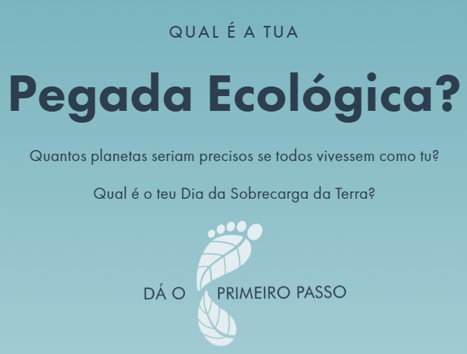 QUAL É A TUA
Pegada Ecológica?
Quantos planetas seriam precisos se todos vivessem como tu?
Qual é o teu Dia da Sobrecarga da Terra?
DÁ O PRIMEIRO PASSO